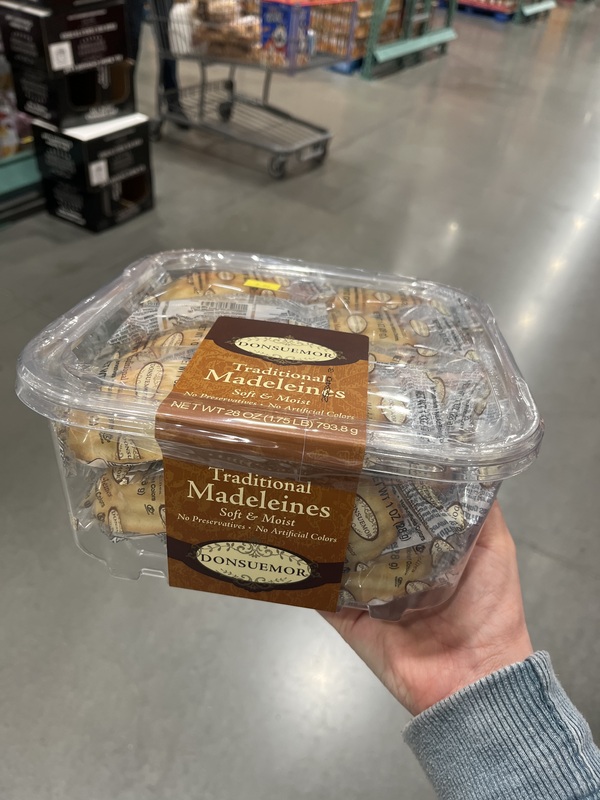 DONSUEMOR
Traditional
Madeleines
Soft & Moist
No Preservatives • No Artificial Colors
NET WT 28 OZ (1.75 LB) 793.8 g
Traditional
Madeleines
Soft & Moist
No Preservatives • No Artificial Colors
DONSUEMOR